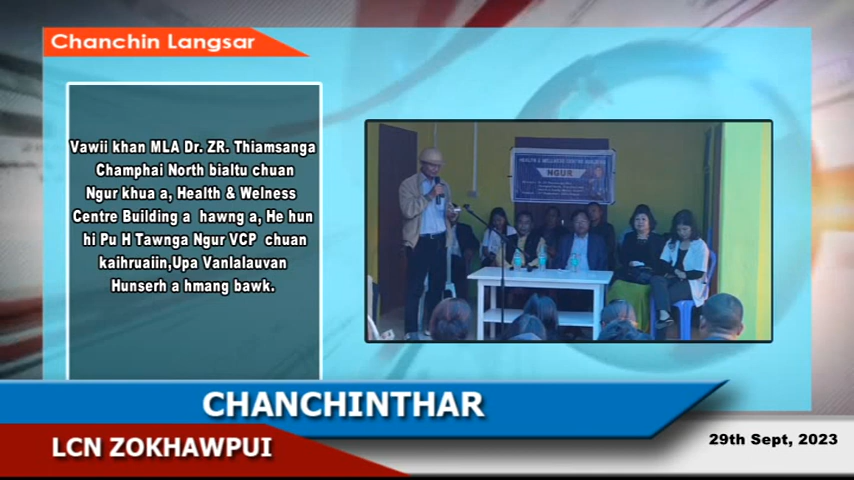 Chanchin Langsar
Vawii khan MLA Dr. ZR. Thiamsanga
Champhai North bialtu chuan
Ngur khua a, Health & Welness
Centre Building a hawng a, He hun
hi Pu H Tawnga Ngur VCP chuan
kaihruaiin,Upa Vanlalauvan
Hunserh a hmang bawk.
HEALTH & WELLNESS CENTRE BUILDING
NGUR
CHANCHINTHAR
LCN ZOKHAWPUI
29th Sept, 2023